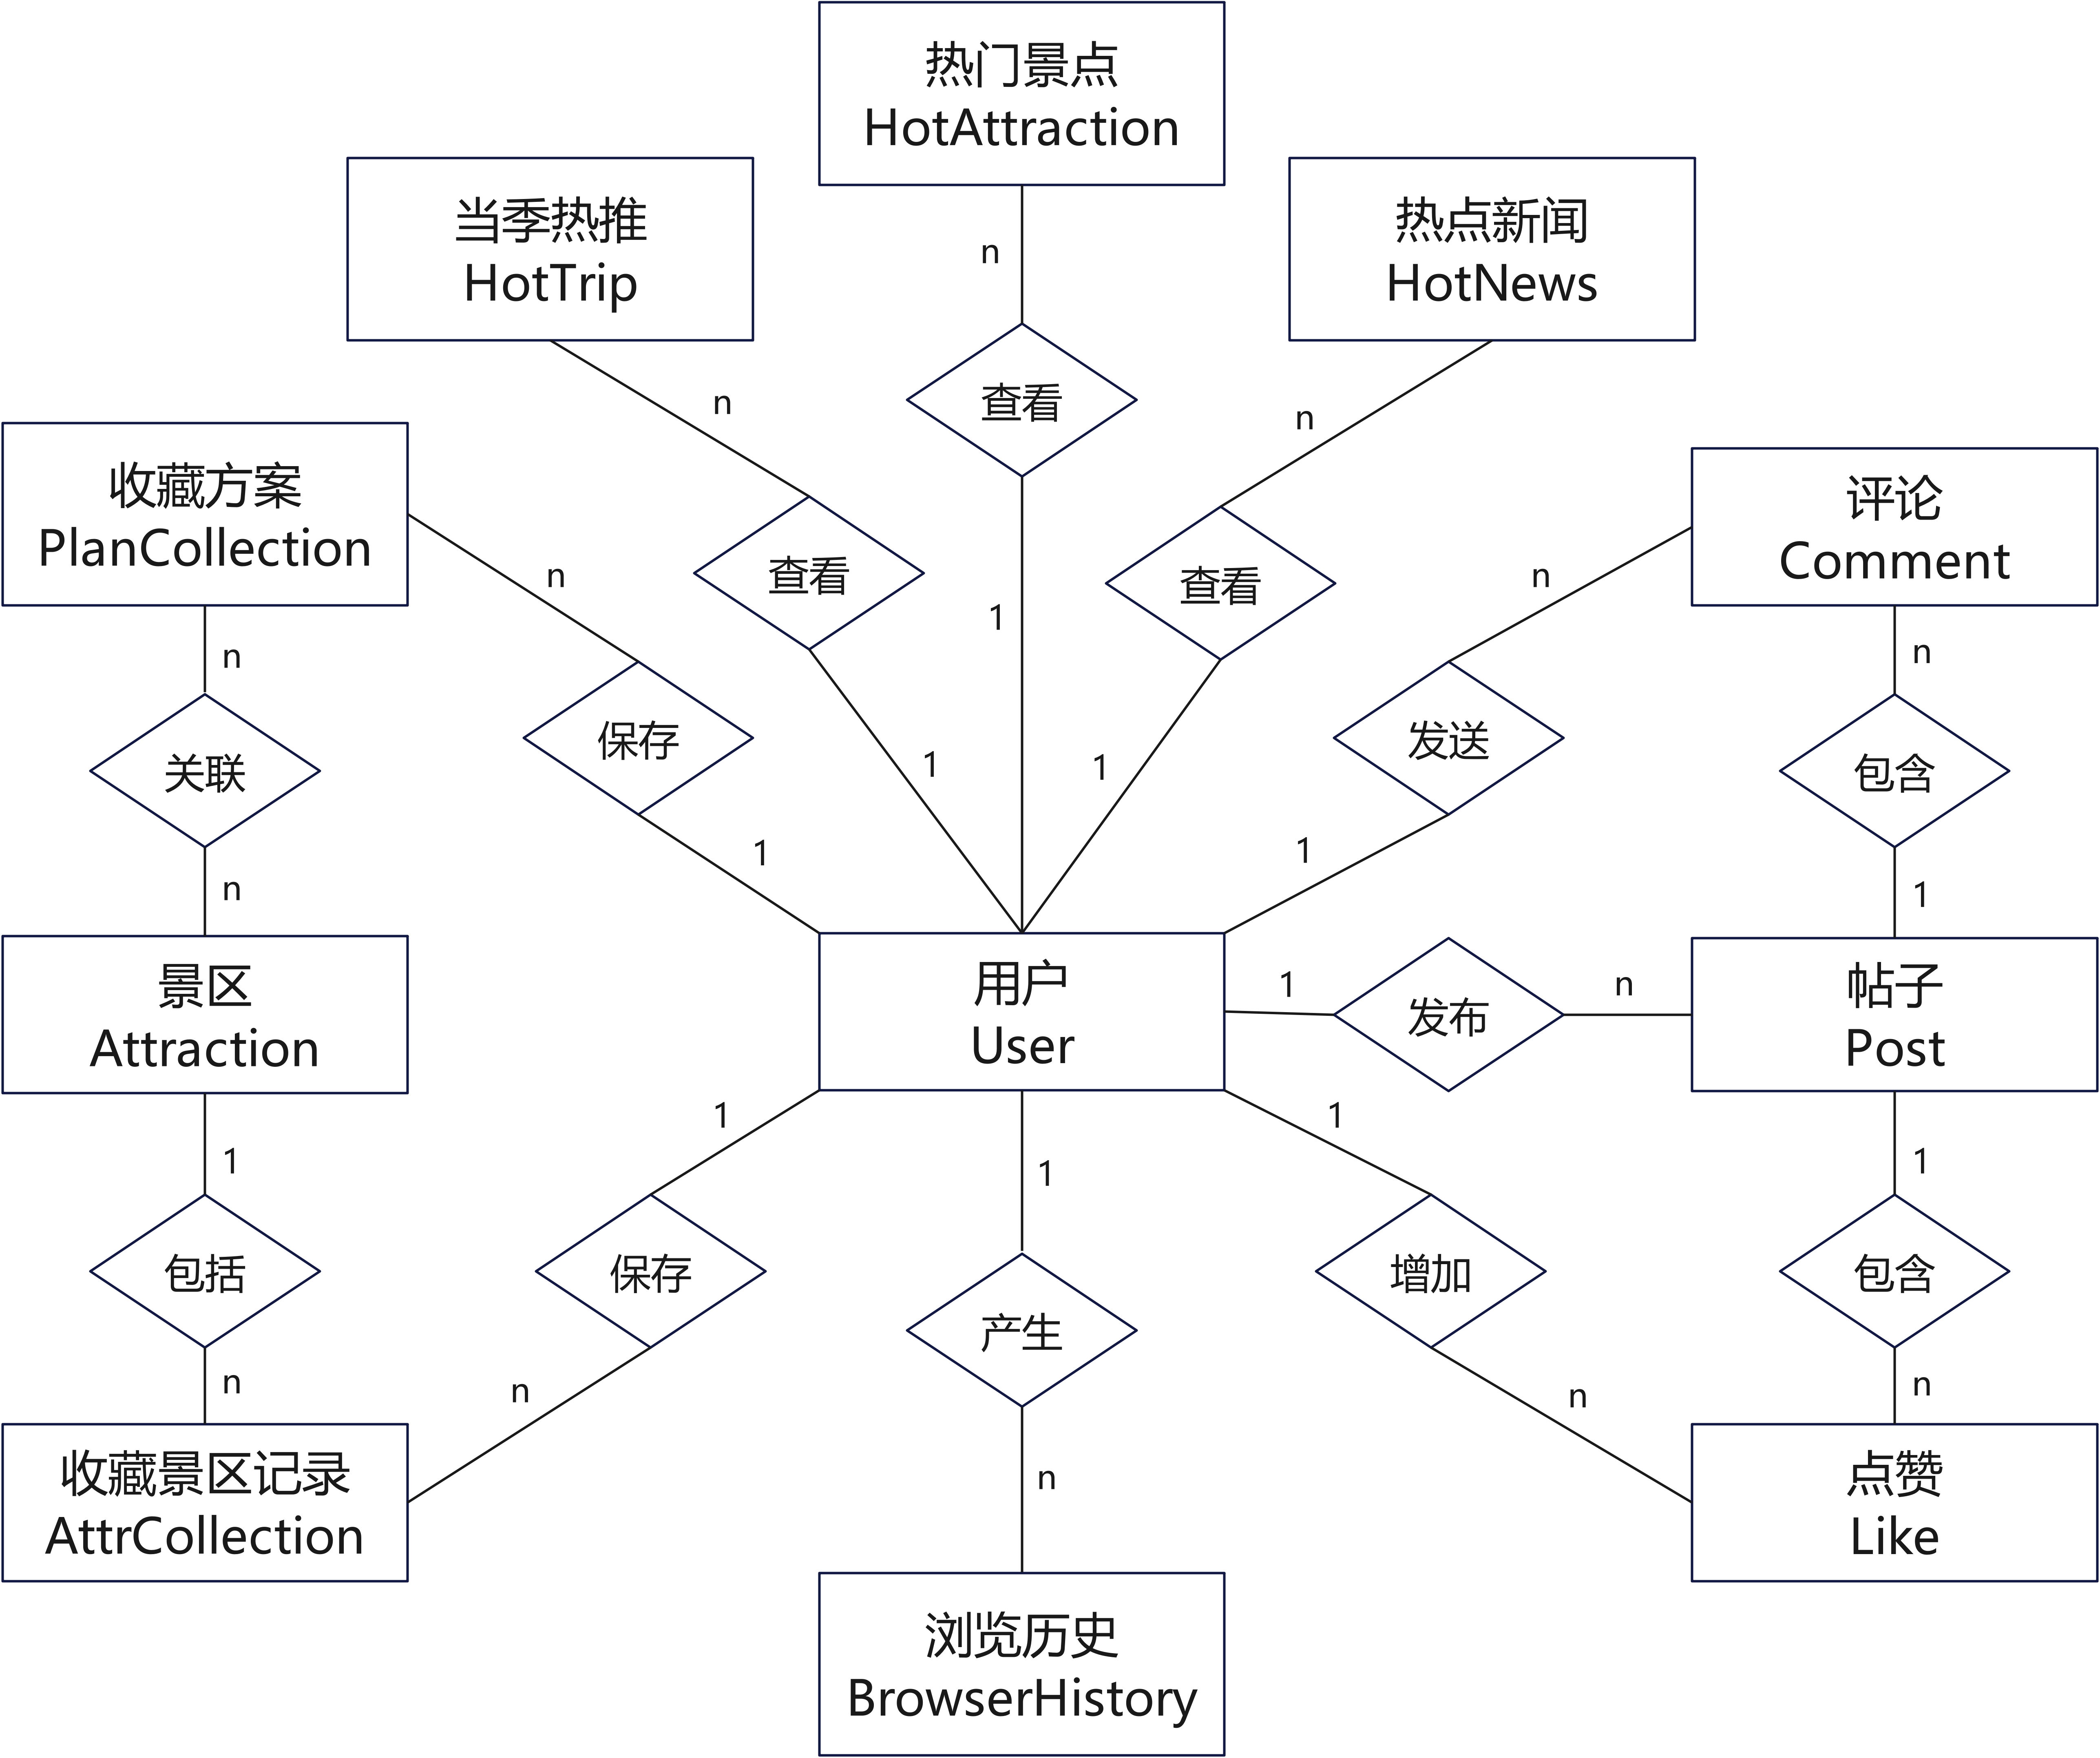 热门景点
HotAttraction
当季热推
HotTrip
热点新闻
HotNews
n
查看
n
n
收藏方案
PlanCollection
评论
Comment
n
查看
查看
n
1
n
n
保存
发送
关联
包含
1
1
1
1
n
1
景区
Attraction
用户
User
1
发布
n
帖子
Post
1
1
1
1
1
包括
保存
产生
增加
包含
n
n
n
n
n
收藏景区记录
AttrCollection
点赞
Like
浏览历史
BrowserHistory